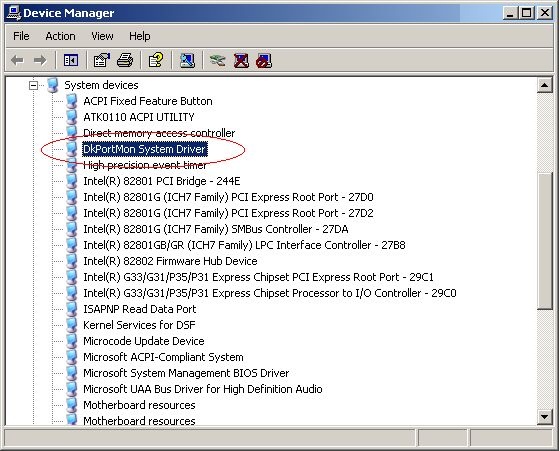 Device Manager
File Action View Help
System devices
ACPI Fixed Feature Button
ATK0110 ACPI UTILITY
Direct memory access controller
DkPortMon System Driver
High precision event timer
Intel(R) 82801 PCI Bridge - 244E
Intel(R) 82801G (ICH7 Family) PCI Express Root Port - 27D0
Intel(R) 82801G (ICH7 Family) PCI Express Root Port - 27D2
Intel(R) 82801G (ICH7 Family) SMBus Controller - 27DA
Intel(R) 82801GB/GR (ICH7 Family) LPC Interface Controller - 27B8
Intel(R) 82802 Firmware Hub Device
Intel(R) G33/G31/P35/P31 Express Chipset PCI Express Root Port - 29C1
Intel(R) G33/G31/P35/P31 Express Chipset Processor to I/O Controller - 29C0
ISAPNP Read Data Port
Kernel Services for DSF
Microcode Update Device
Microsoft ACPI-Compliant System
Microsoft System Management BIOS Driver
Microsoft UAA Bus Driver for High Definition Audio
Motherboard resources
Motherboard resources